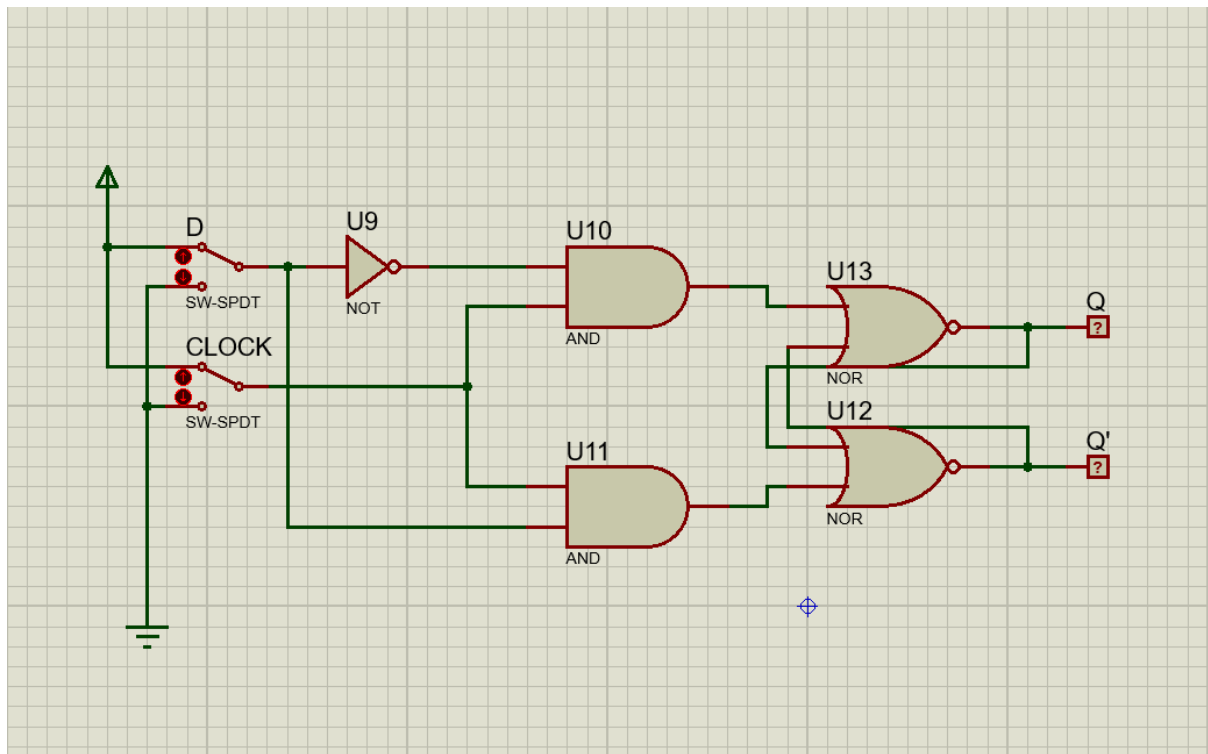 D
SW-SPDT
CLOCK
SW-SPDT
U9
NOT
U10
AND
U11
AND
U13
NOR
U12
NOR
Q
?
Q'
?